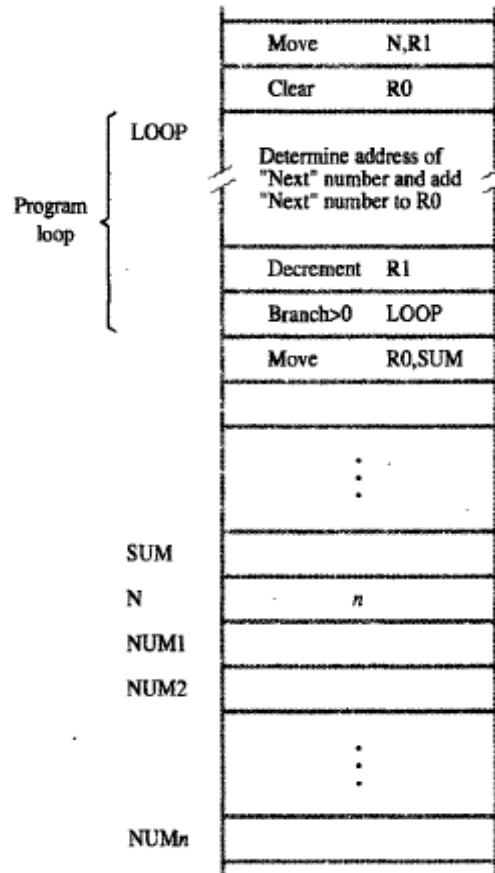 Move N,R1
Clear R0
LOOP
Determine address of
"Next" number and add
"Next" number to R0
Program
loop
Decrement R1
Branch>0 LOOP
Move R0,SUM
SUM
N n
NUM1
NUM2
NUMn